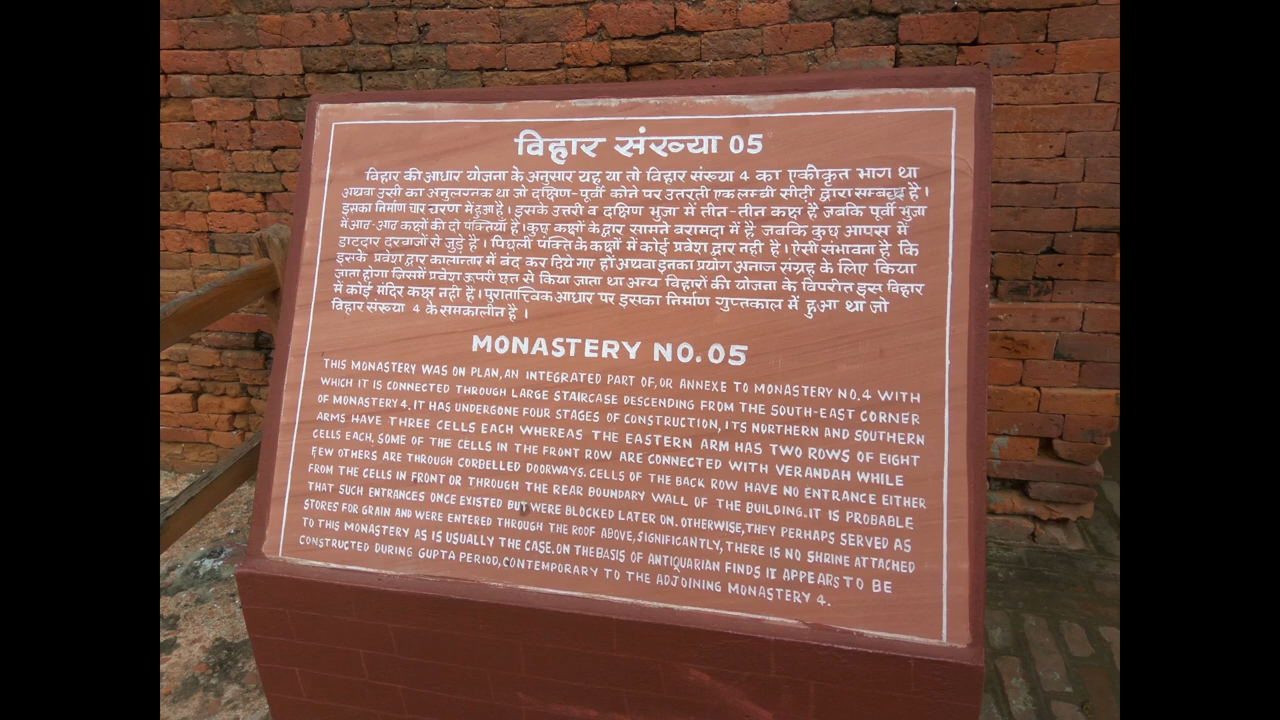 विहार संख्या 05
विहार की आधार योजना के अनुसार यह या तो विहार संख्या 4 का एकीकृत भाग था
अथवा उसी का अनुलग्नक था जो दक्षिण-पूर्वी कोने पर उतरती एक लम्बी सीढ़ी द्वारा सम्बद्ध है।
इसका निर्माण चार चरण में हुआ है। इसके उत्तरी व दक्षिण भुजा में तीन-तीन कक्ष है जबकि पूर्वी भुजा
में आठ-आठ कक्षों की दो पंक्तियाँ है। कुछ कक्षों के द्वार सामने बरामदा में है जबकि कुछ आपस में
डाटदार दरवाजों से जुड़े है। पिछली पंक्ति के कक्षों में कोई प्रवेश द्वार नही है। ऐसी संभावना है कि
इसके प्रवेश द्वार कालान्तर में बंद कर दिये गए हों अथवा इनका प्रयोग अनाज संग्रह के लिए किया
जाता होगा जिसमें प्रवेश ऊपरी छत से किया जाता था अन्य विहारों की योजना के विपरीत इस विहार
में कोई मंदिर कक्ष नही है। पुरातात्त्विक आधार पर इसका निर्माण गुप्तकाल में हुआ था जो
विहार संख्या 4 के समकालीन है।
MONASTERY NO.05
THIS MONASTERY WAS ON PLAN, AN INTEGRATED PART OF, OR ANNEXE TO MONASTERY NO.4 WITH
WHICH IT IS CONNECTED THROUGH LARGE STAIRCASE DESCENDING FROM THE SOUTH-EAST CORNER
OF MONASTERY 4. IT HAS UNDERGONE FOUR STAGES OF CONSTRUCTION, ITS NORTHERN AND SOUTHERN
ARMS HAVE THREE CELLS EACH WHEREAS THE EASTERN ARM HAS TWO ROWS OF EIGHT
CELLS EACH. SOME OF THE CELLS IN THE FRONT ROW ARE CONNECTED WITH VERANDAH WHILE
FEW OTHERS ARE THROUGH CORBELLED DOORWAYS. CELLS OF THE BACK ROW HAVE NO ENTRANCE EITHER
FROM THE CELLS IN FRONT OR THROUGH THE REAR BOUNDARY WALL OF THE BUILDING. IT IS PROBABLE
THAT SUCH ENTRANCES ONCE EXISTED BUT WERE BLOCKED LATER ON. OTHERWISE, THEY PERHAPS SERVED AS
STORES FOR GRAIN AND WERE ENTERED THROUGH THE ROOF ABOVE, SIGNIFICANTLY, THERE IS NO SHRINE ATTACHED
TO THIS MONASTERY AS IS USUALLY THE CASE. ON THE BASIS OF ANTIQUARIAN FINDS IT APPEARS TO BE
CONSTRUCTED DURING GUPTA PERIOD, CONTEMPORARY TO THE ADJOINING MONASTERY 4.